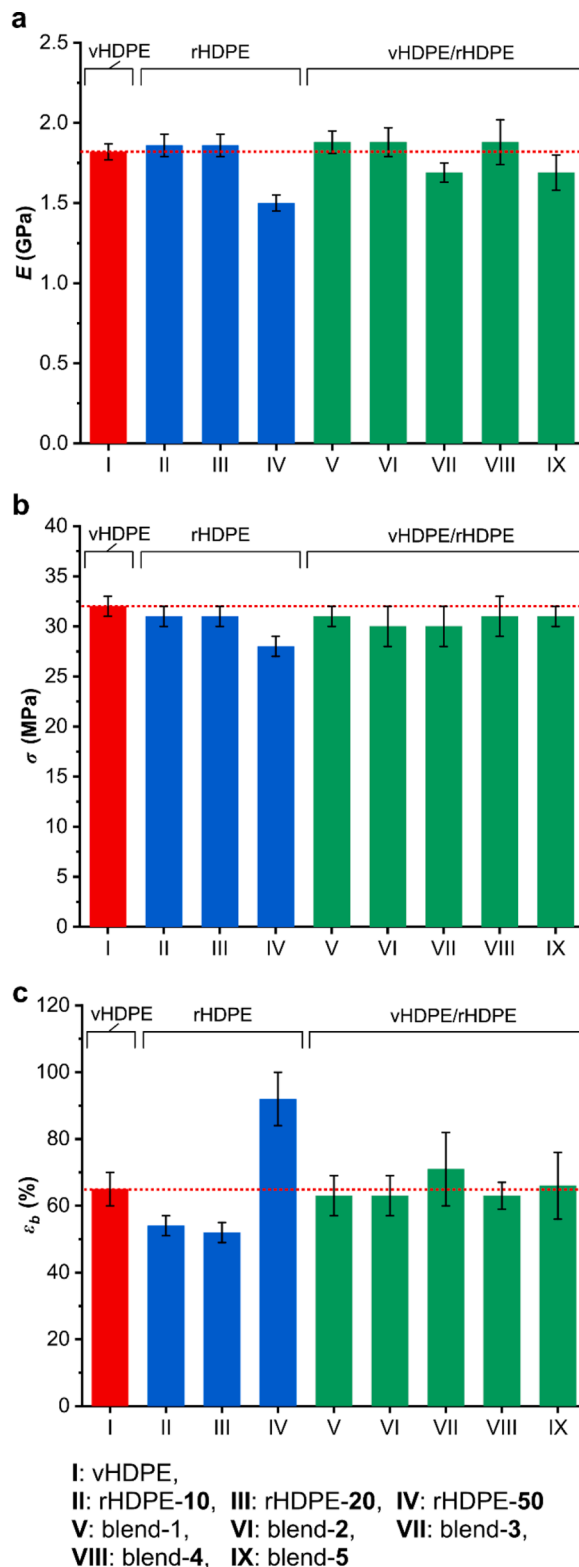 a
vHDPE
rHDPE
vHDPE/rHDPE
2.5
2.0
1.5
1.0
0.5
0.0
E (GPa)
I II III IV V VI VII VIII IX
b
vHDPE
rHDPE
vHDPE/rHDPE
40
35
30
25
20
15
10
5
0
σ (MPa)
I II III IV V VI VII VIII IX
c
vHDPE
rHDPE
vHDPE/rHDPE
120
100
80
60
40
20
0
εb (%)
I II III IV V VI VII VIII IX
I: vHDPE,
II: rHDPE-10, III: rHDPE-20, IV: rHDPE-50
V: blend-1, VI: blend-2, VII: blend-3,
VIII: blend-4, IX: blend-5